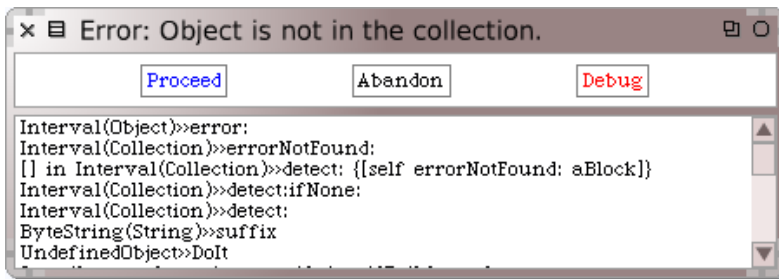 Error: Object is not in the collection.
Proceed Abandon Debug
Interval(Object)»error:
Interval(Collection)»errorNotFound:
[] in Interval(Collection)»detect: {[self errorNotFound: aBlock]}
Interval(Collection)»detect:ifNone:
Interval(Collection)»detect:
ByteString(String)»suffix
UndefinedObject»DoIt